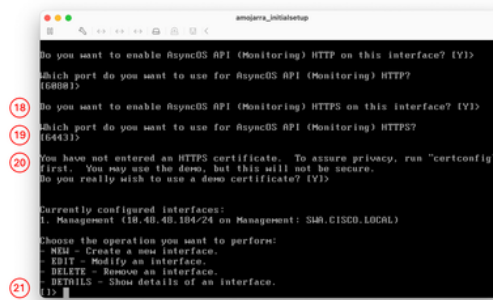 amojarra_initialsetup
Do you want to enable AsyncOS API (Monitoring) HTTP on this interface? [Y]>
Which port do you want to use for AsyncOS API (Monitoring) HTTP?
[6080]>
18 Do you want to enable AsyncOS API (Monitoring) HTTPS on this interface? [Y]>
19 Which port do you want to use for AsyncOS API (Monitoring) HTTPS?
[6443]>
20 You have not entered an HTTPS certificate.  To assure privacy, run "certconfig
first.  You may use the demo, but this will not be secure.
Do you really wish to use a demo certificate? [Y]>
Currently configured interfaces:
1. Management (10.48.48.184/24 on Management: SWA.CISCO.LOCAL)
Choose the operation you want to perform:
- NEW - Create a new interface.
- EDIT - Modify an interface.
- DELETE - Remove an interface.
- DETAILS - Show details of an interface.
21 []>